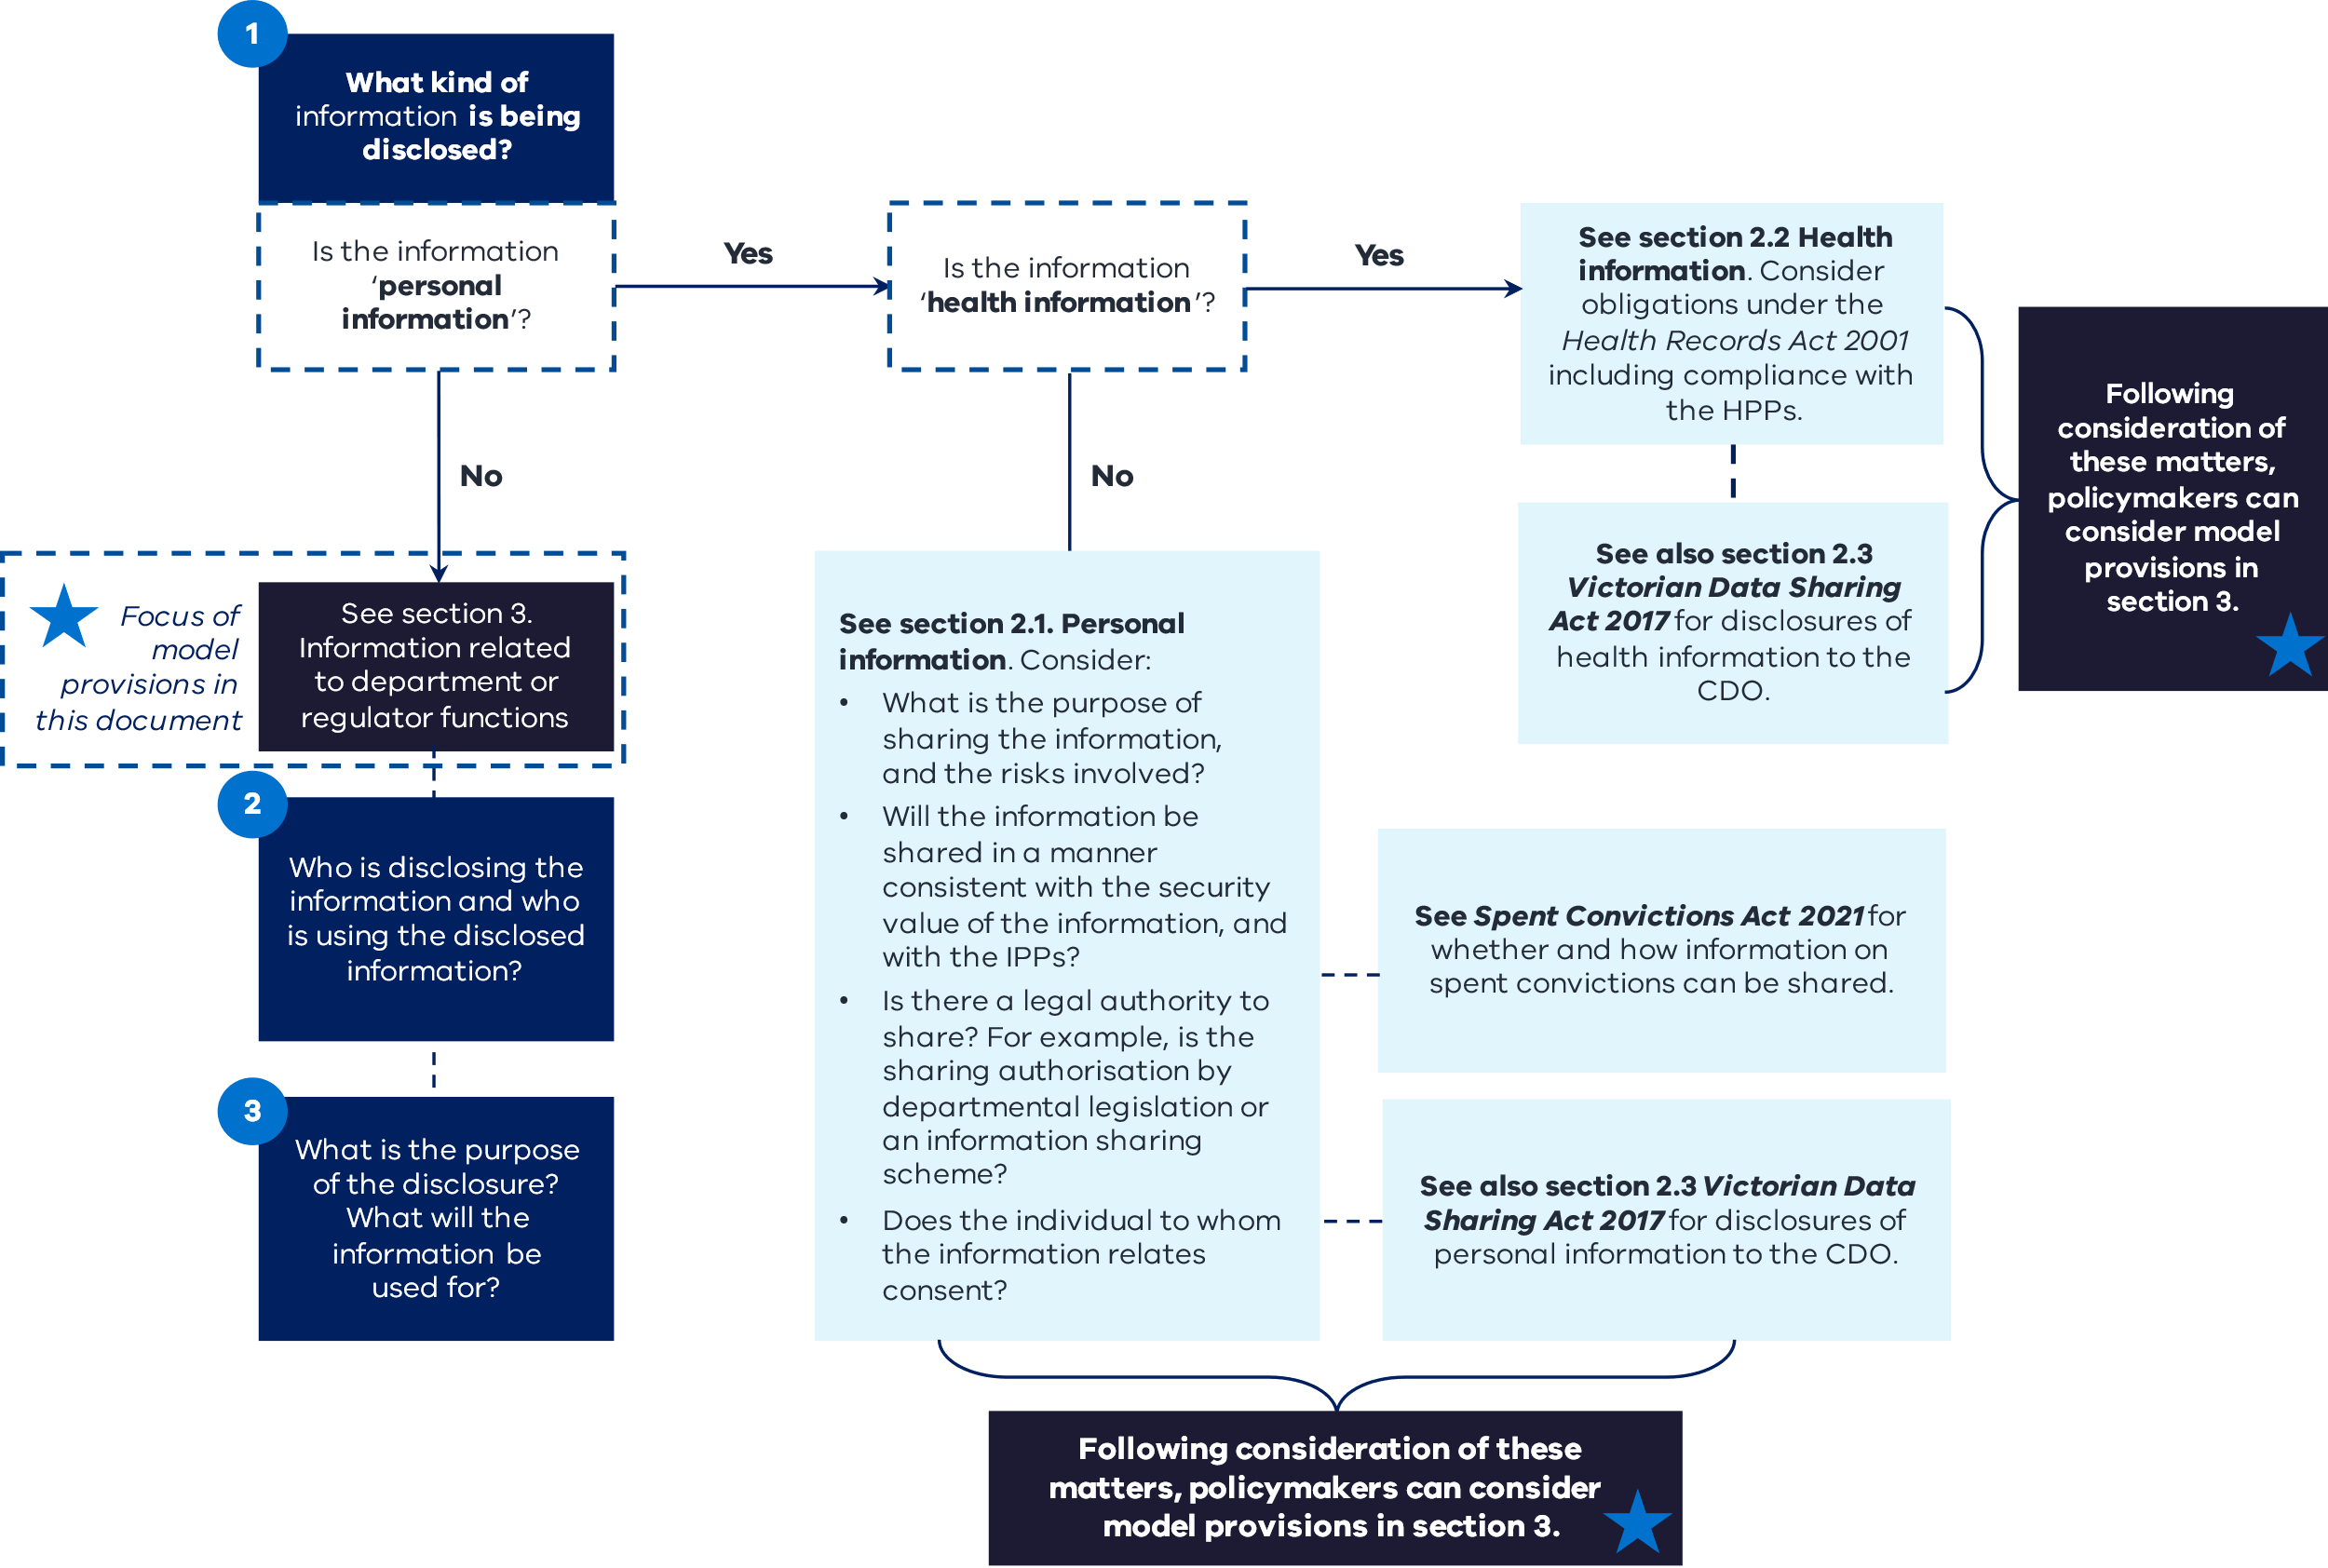 1
What kind of
information is being
disclosed?
Is the information
‘personal
information’?
Yes
Is the information
‘health information’?
Yes
See section 2.2 Health
information. Consider
obligations under the
Health Records Act 2001
including compliance with
the HPPs.
Following
consideration of
these matters,
policymakers can
consider model
provisions in
section 3.
No
No
See also section 2.3
Victorian Data Sharing
Act 2017 for disclosures of
health information to the
CDO.
Focus of
model
provisions in
this document
See section 3.
Information related
to department or
regulator functions
2
Who is disclosing the
information and who
is using the disclosed
information?
3
What is the purpose
of the disclosure?
What will the
information be
used for?
See section 2.1. Personal
information. Consider:
• What is the purpose of
sharing the information,
and the risks involved?
• Will the information be
shared in a manner
consistent with the security
value of the information, and
with the IPPs?
• Is there a legal authority to
share? For example, is the
sharing authorisation by
departmental legislation or
an information sharing
scheme?
• Does the individual to whom
the information relates
consent?
See Spent Convictions Act 2021 for
whether and how information on
spent convictions can be shared.
See also section 2.3 Victorian Data
Sharing Act 2017 for disclosures of
personal information to the CDO.
Following consideration of these
matters, policymakers can consider
model provisions in section 3.